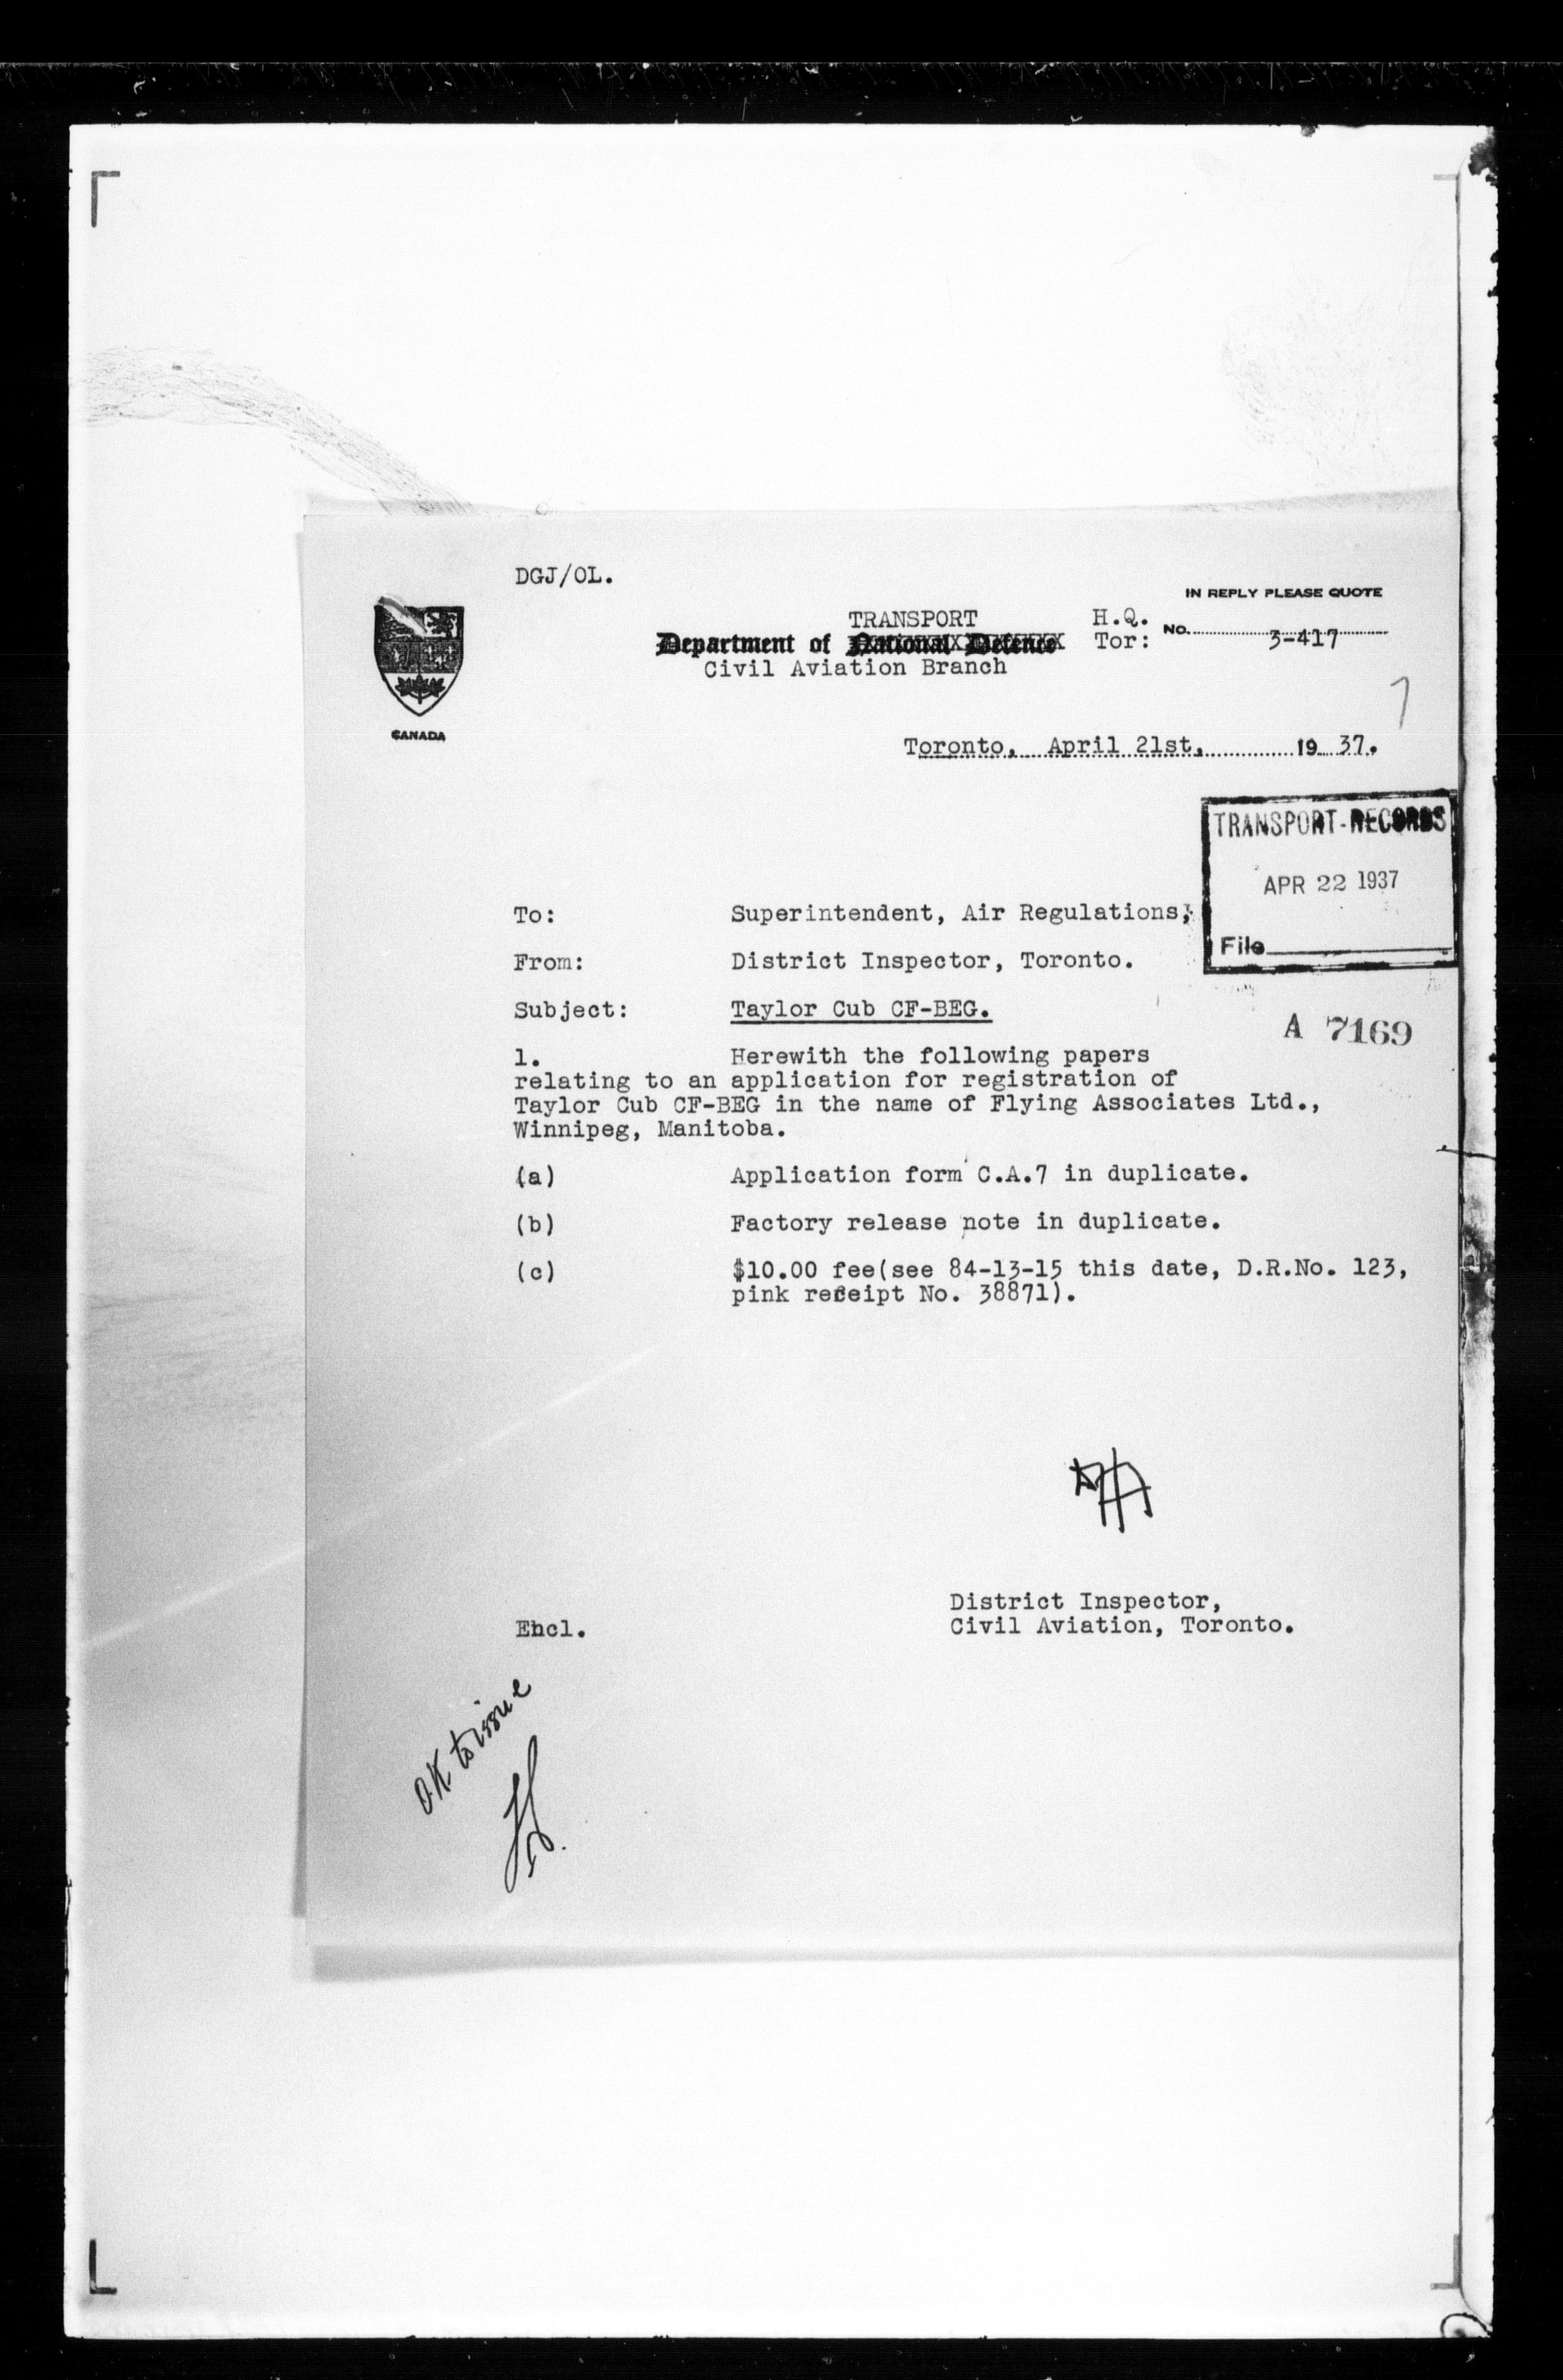 DGJ/OL.
IN REPLY PLEASE QUOTE
TRANSPORT
H.Q.
Department of National Defence
Tor:
No. 3-417
Civil Aviation Branch
CANADA
7
Toronto, April 21st, 19 37.
TRANSPORT-RECORDS
APR 22 1937
File
To: Superintendent, Air Regulations,
From: District Inspector, Toronto.
Subject: Taylor Cub CF-BEG.
A 7169
1. Herewith the following papers
relating to an application for registration of
Taylor Cub CF-BEG in the name of Flying Associates Ltd.,
Winnipeg, Manitoba.
(a) Application form C.A.7 in duplicate.
(b) Factory release note in duplicate.
(c) $10.00 fee(see 84-13-15 this date, D.R.No. 123,
pink receipt No. 38871).
District Inspector,
Civil Aviation, Toronto.
Encl.
OK to issue